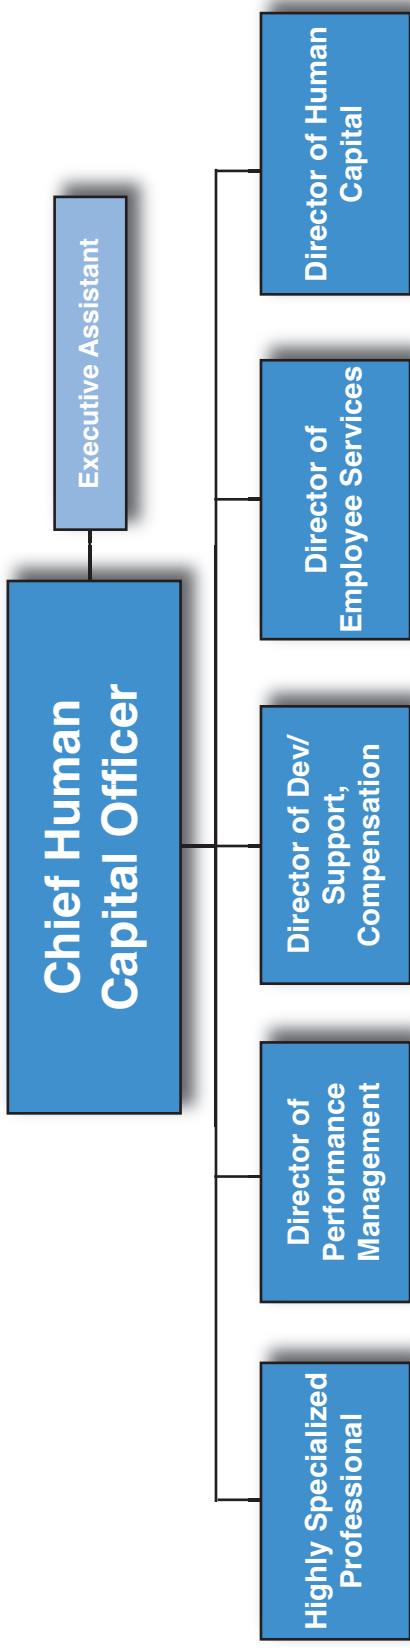 Chief Human
Capital Officer
Executive Assistant
Highly Specialized
Professional
Director of
Performance
Management
Director of Dev/
Support,
Compensation
Director of
Employee Services
Director of Human
Capital